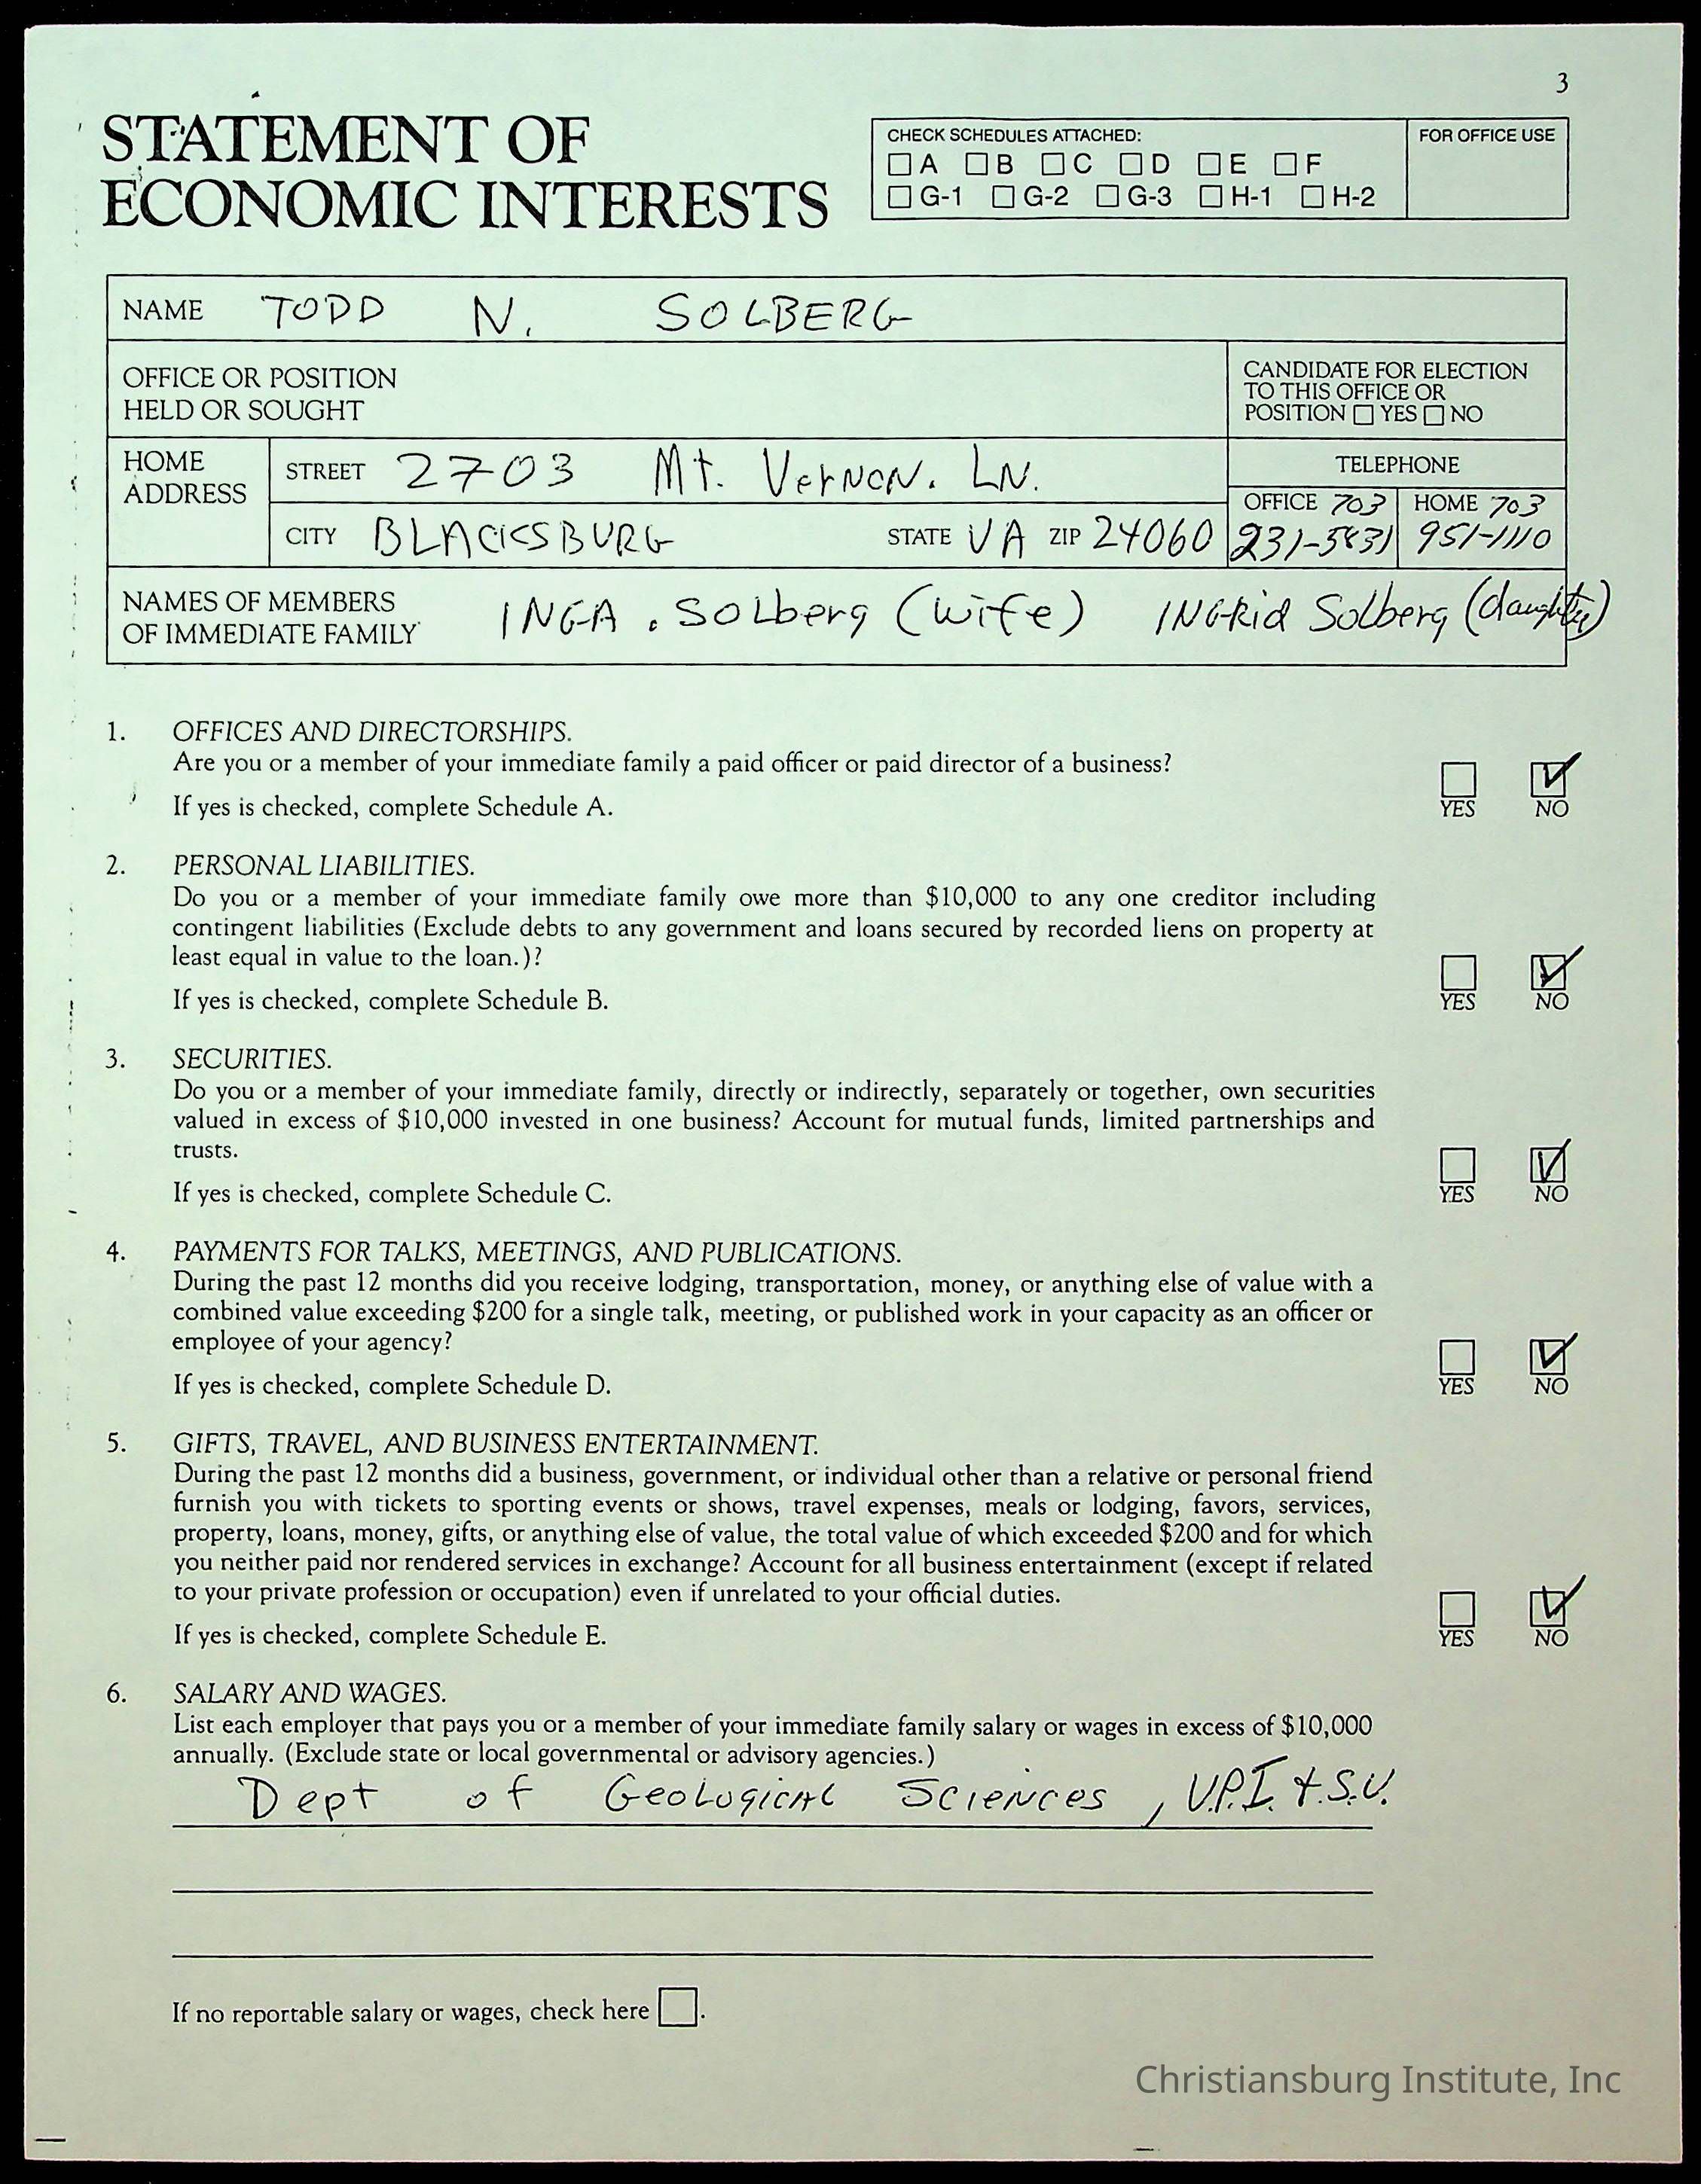 3
STATEMENT OF
ECONOMIC INTERESTS
CHECK SCHEDULES ATTACHED:
☐ A ☐ B ☐ C ☐ D ☐ E ☐ F
☐ G-1 ☐ G-2 ☐ G-3 ☐ H-1 ☐ H-2
FOR OFFICE USE
NAME TODD N. SOLBERG
OFFICE OR POSITION
HELD OR SOUGHT
CANDIDATE FOR ELECTION
TO THIS OFFICE OR
POSITION ☐ YES ☐ NO
HOME
ADDRESS
STREET 2703 Mt. VerNON. LN.
CITY BLACKSBURG STATE VA ZIP 24060
TELEPHONE
OFFICE 703
231-5831
HOME 703
951-1110
NAMES OF MEMBERS
OF IMMEDIATE FAMILY
INGA . SOLberg (wife) INGRid Solberg (daughter)
1. OFFICES AND DIRECTORSHIPS.
Are you or a member of your immediate family a paid officer or paid director of a business?
If yes is checked, complete Schedule A.
☐ YES ☑ NO
2. PERSONAL LIABILITIES.
Do you or a member of your immediate family owe more than $10,000 to any one creditor including
contingent liabilities (Exclude debts to any government and loans secured by recorded liens on property at
least equal in value to the loan.)?
If yes is checked, complete Schedule B.
☐ YES ☑ NO
3. SECURITIES.
Do you or a member of your immediate family, directly or indirectly, separately or together, own securities
valued in excess of $10,000 invested in one business? Account for mutual funds, limited partnerships and
trusts.
If yes is checked, complete Schedule C.
☐ YES ☑ NO
4. PAYMENTS FOR TALKS, MEETINGS, AND PUBLICATIONS.
During the past 12 months did you receive lodging, transportation, money, or anything else of value with a
combined value exceeding $200 for a single talk, meeting, or published work in your capacity as an officer or
employee of your agency?
If yes is checked, complete Schedule D.
☐ YES ☑ NO
5. GIFTS, TRAVEL, AND BUSINESS ENTERTAINMENT.
During the past 12 months did a business, government, or individual other than a relative or personal friend
furnish you with tickets to sporting events or shows, travel expenses, meals or lodging, favors, services,
property, loans, money, gifts, or anything else of value, the total value of which exceeded $200 and for which
you neither paid nor rendered services in exchange? Account for all business entertainment (except if related
to your private profession or occupation) even if unrelated to your official duties.
If yes is checked, complete Schedule E.
☐ YES ☑ NO
6. SALARY AND WAGES.
List each employer that pays you or a member of your immediate family salary or wages in excess of $10,000
annually. (Exclude state or local governmental or advisory agencies.)
Dept of GeoLogicAL SciENces, V.P.I. & S.U.
If no reportable salary or wages, check here ☐.
Christiansburg Institute, Inc